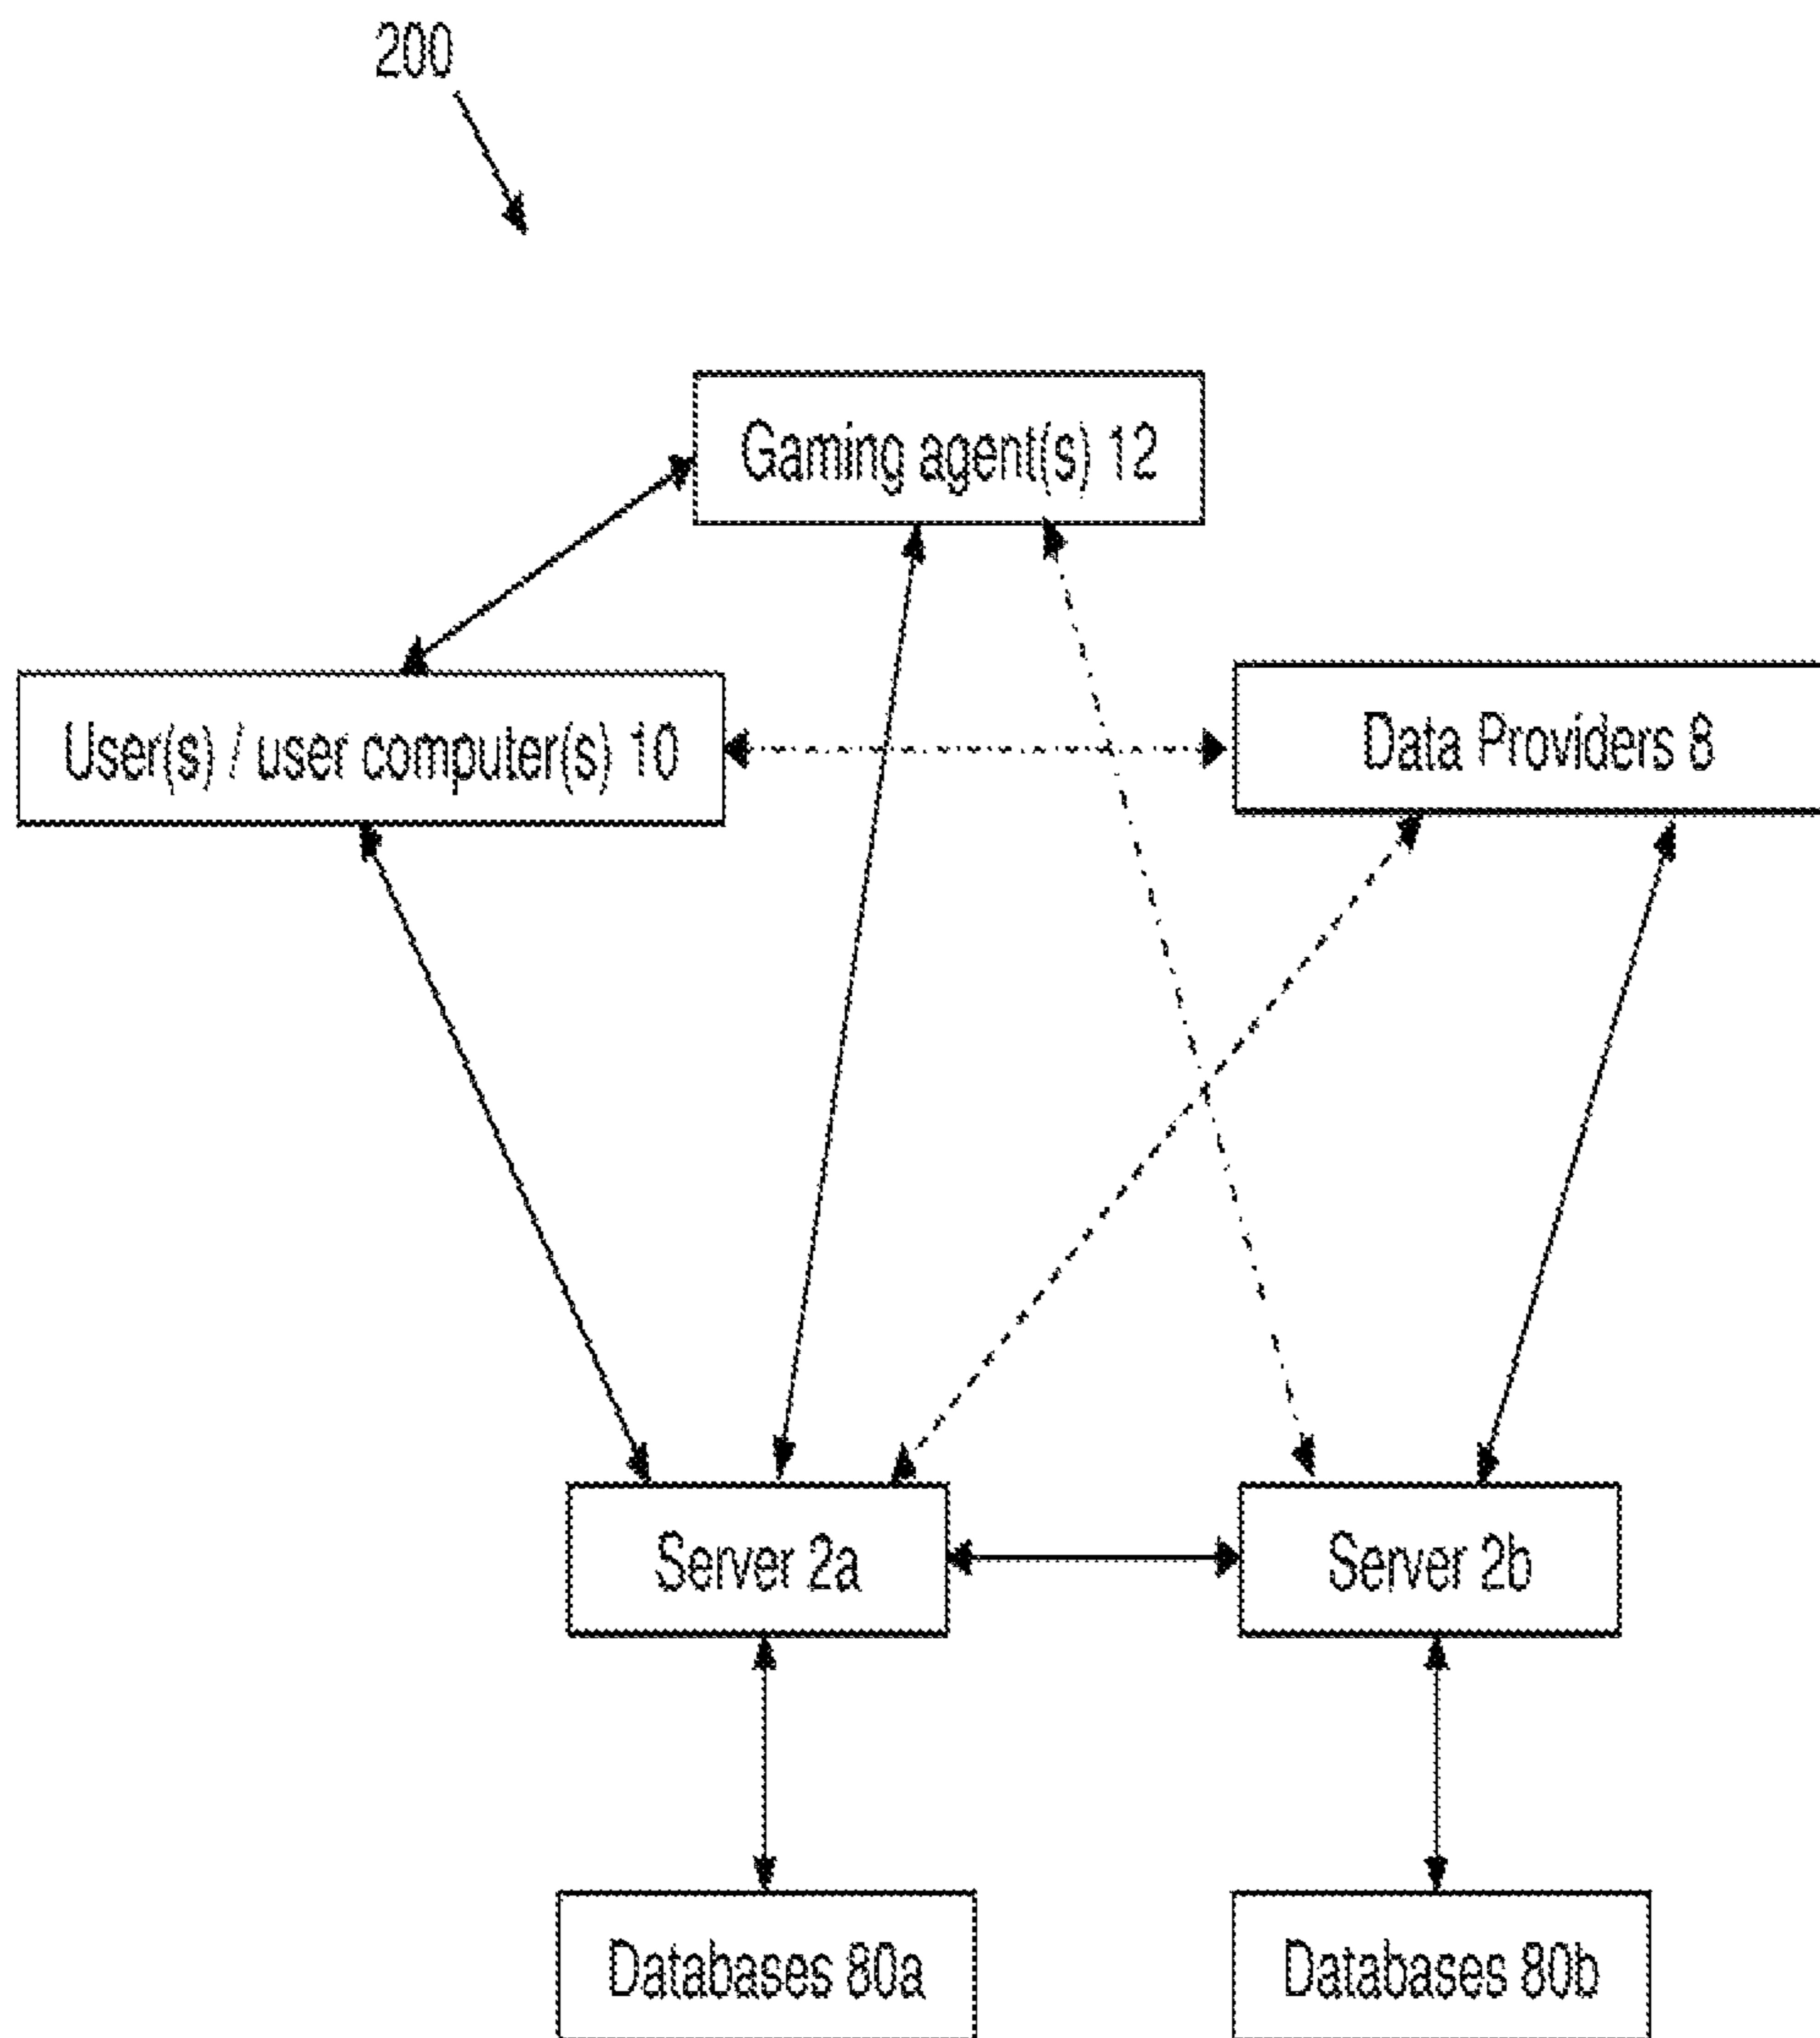 200
Gaming agent(s) 12
User(s) / user computer(s) 10
Data Providers 8
Server 2a
Server 2b
Databases 80a
Databases 80b